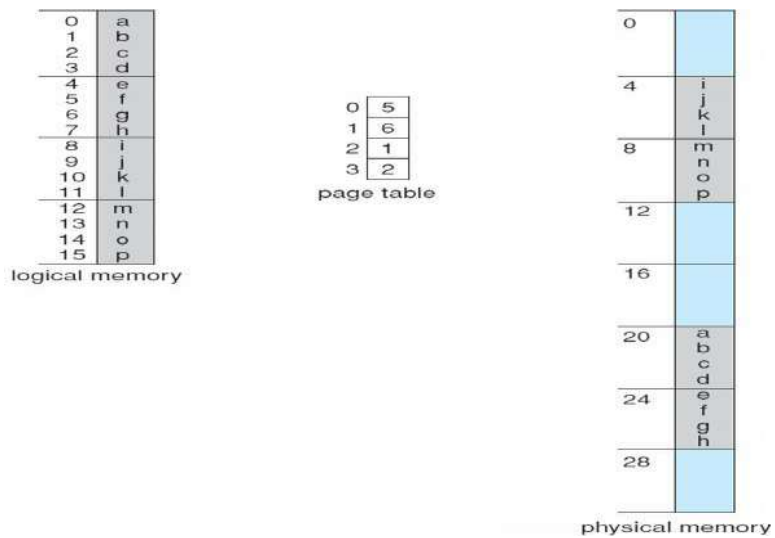 0 a
1 b
2 c
3 d
4 e
5 f
6 g
7 h
8 i
9 j
10 k
11 l
12 m
13 n
14 o
15 p
logical memory
0 5
1 6
2 1
3 2
page table
0
4 i
j
k
l
8 m
n
o
p
12
16
20 a
b
c
d
24 e
f
g
h
28
physical memory